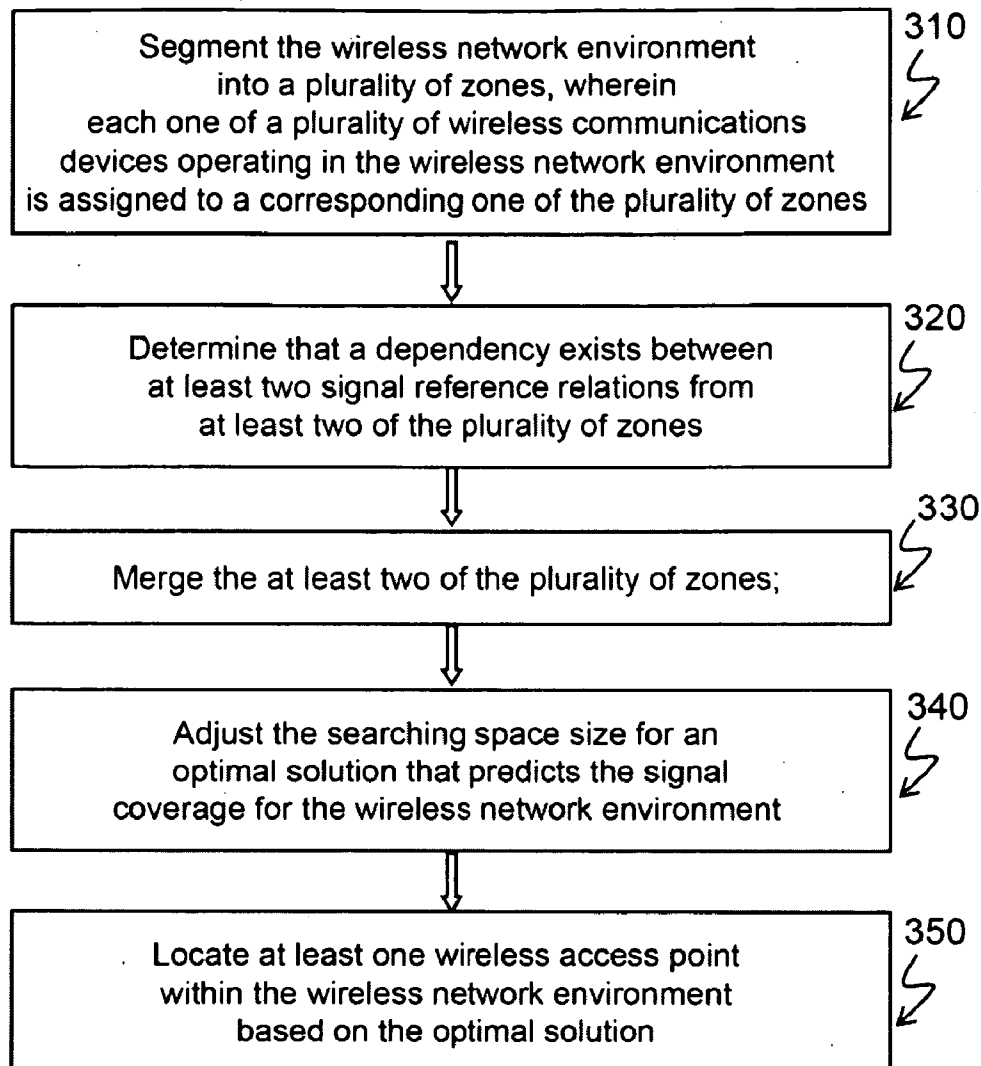 310
Segment the wireless network environment
into a plurality of zones, wherein
each one of a plurality of wireless communications
devices operating in the wireless network environment
is assigned to a corresponding one of the plurality of zones
320
Determine that a dependency exists between
at least two signal reference relations from
at least two of the plurality of zones
330
Merge the at least two of the plurality of zones;
340
Adjust the searching space size for an
optimal solution that predicts the signal
coverage for the wireless network environment
350
Locate at least one wireless access point
within the wireless network environment
based on the optimal solution